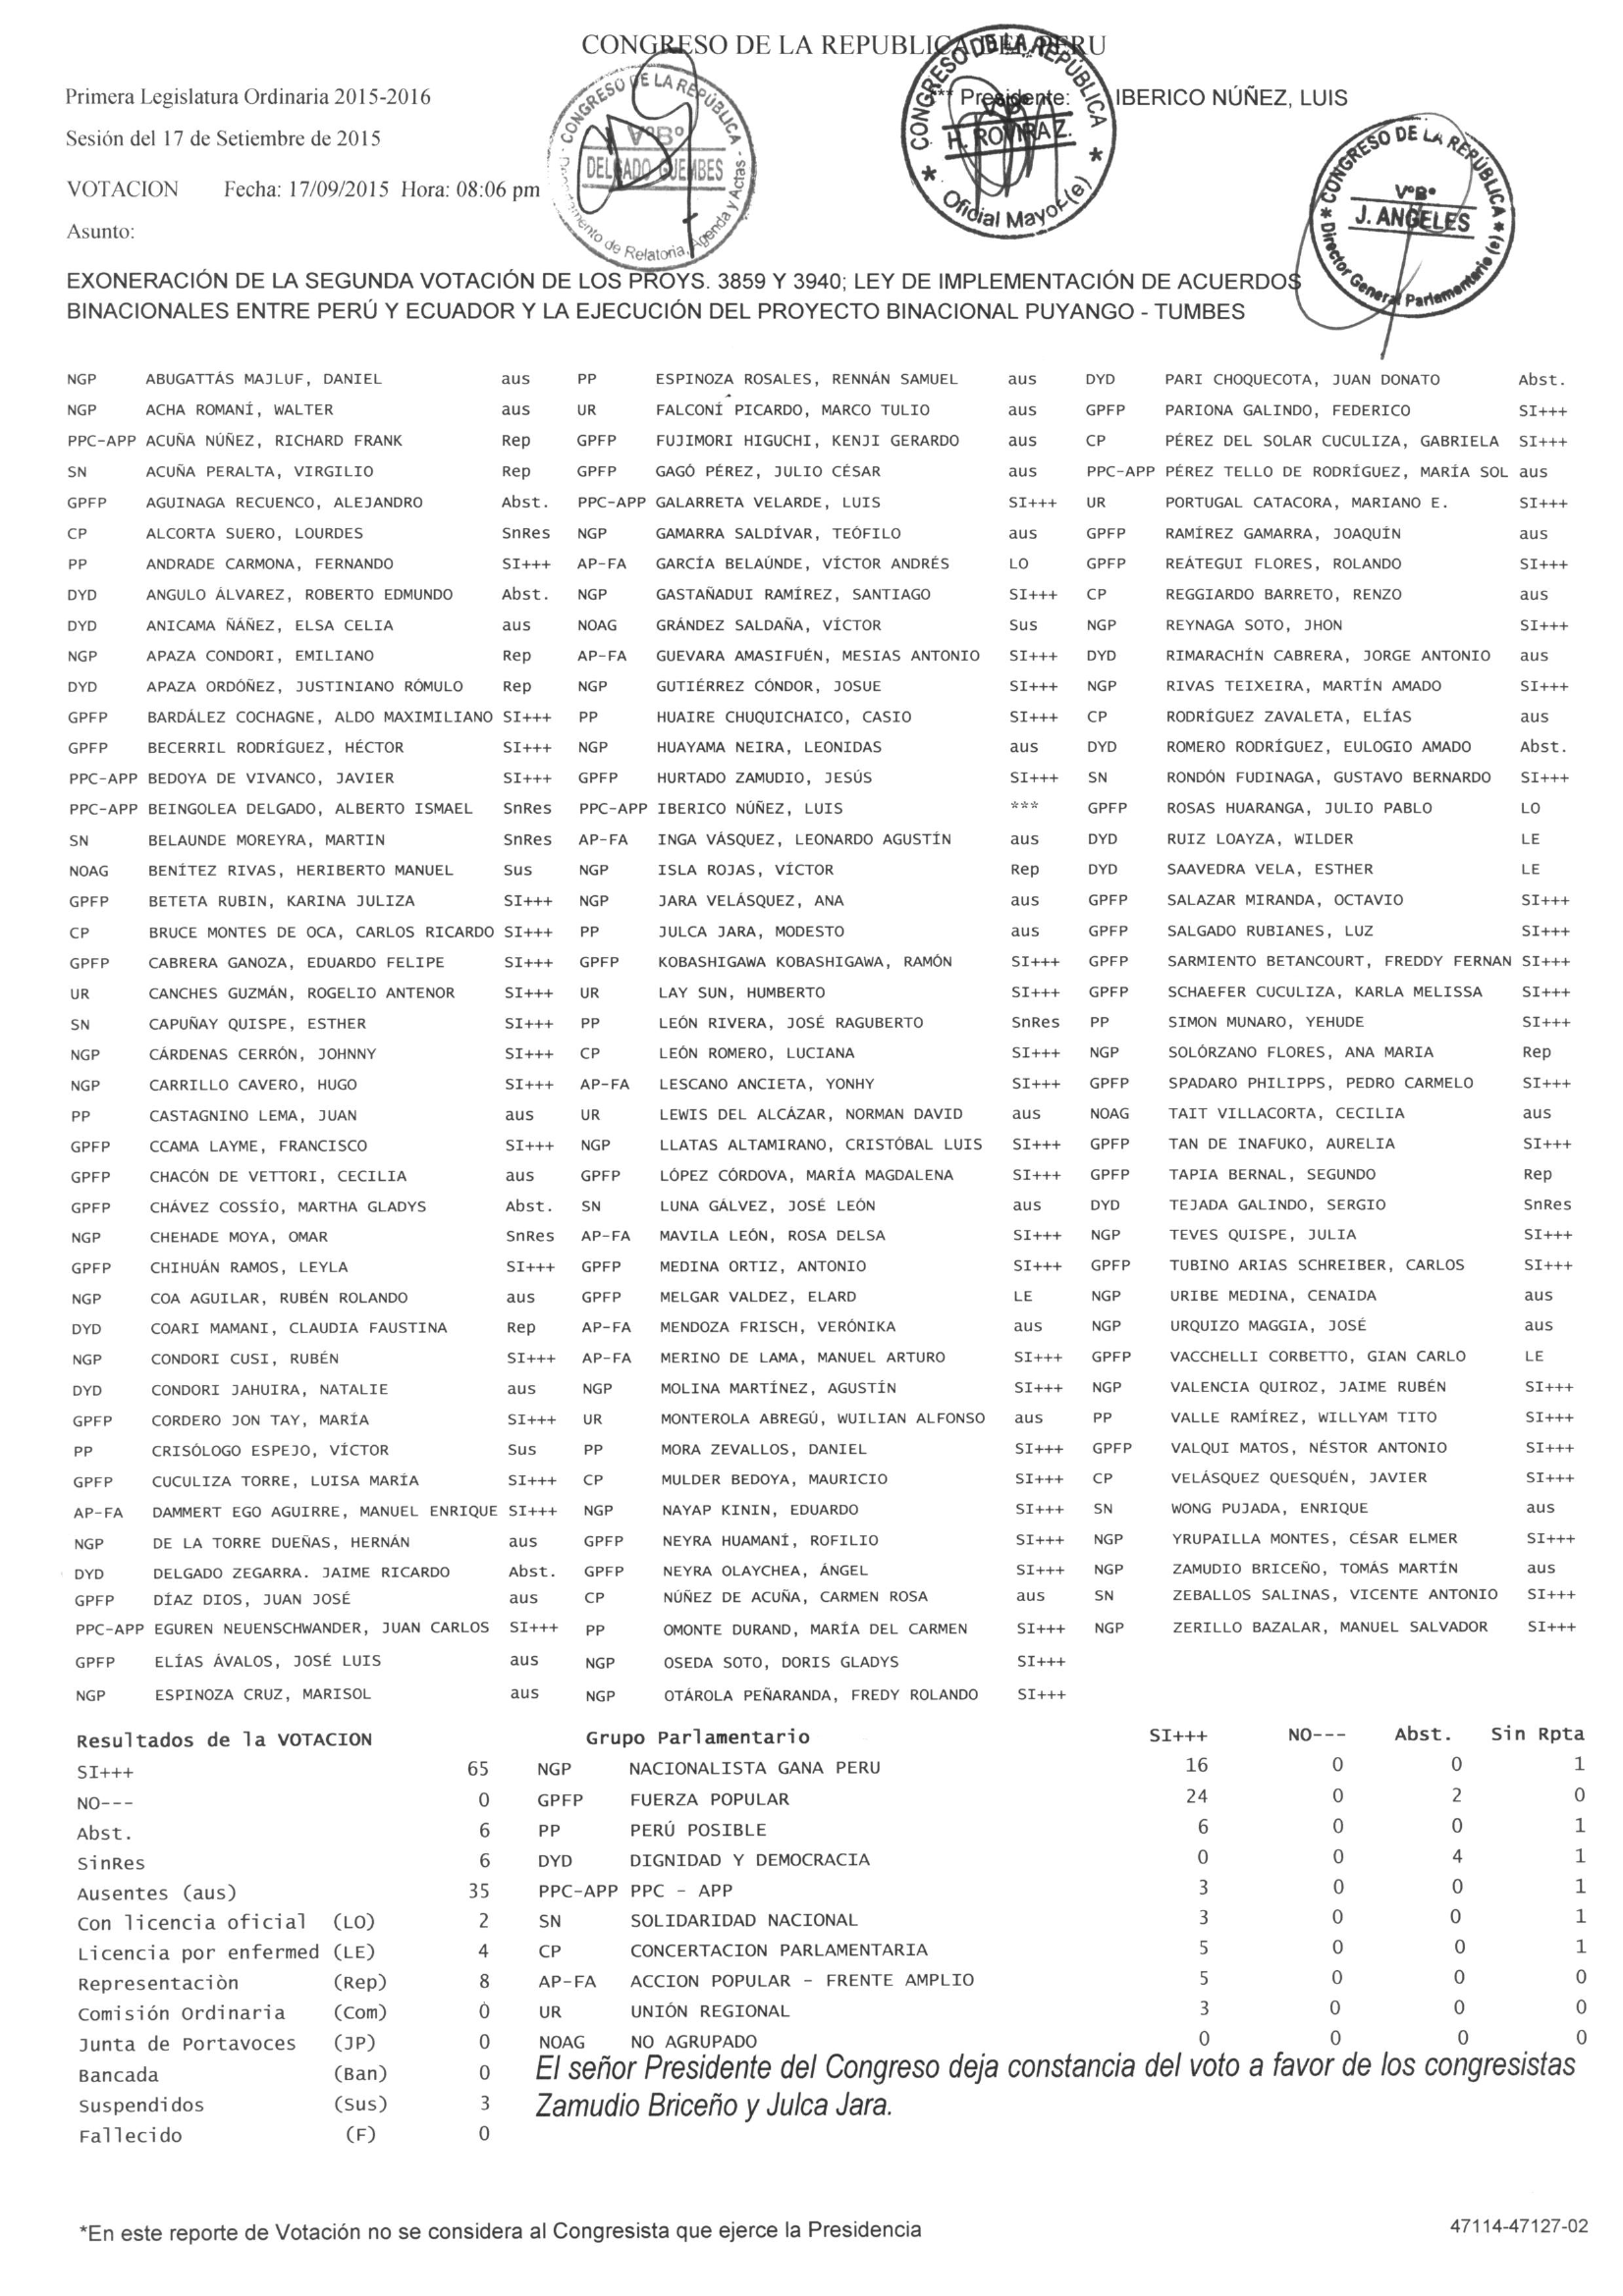 CONGRESO DE LA REPUBLICA DEL PERU
Primera Legislatura Ordinaria 2015-2016
*** Presidente: IBERICO NÚÑEZ, LUIS
Sesión del 17 de Setiembre de 2015
VOTACION Fecha: 17/09/2015 Hora: 08:06 pm
Asunto:
CONGRESO DE LA REPÚBLICA
V°B°
DELGADO GUEMBES
Departamento de Relatoria, Agenda y Actas
CONGRESO DE LA REPÚBLICA
V°B°
H. ROVIRA Z.
Oficial Mayor (e)
CONGRESO DE LA REPÚBLICA
V°B°
J. ANGELES
Director General Parlamentario (e)
EXONERACIÓN DE LA SEGUNDA VOTACIÓN DE LOS PROYS. 3859 Y 3940; LEY DE IMPLEMENTACIÓN DE ACUERDOS
BINACIONALES ENTRE PERÚ Y ECUADOR Y LA EJECUCIÓN DEL PROYECTO BINACIONAL PUYANGO - TUMBES
NGP ABUGATTÁS MAJLUF, DANIEL aus PP ESPINOZA ROSALES, RENNÁN SAMUEL aus DYD PARI CHOQUECOTA, JUAN DONATO Abst.
NGP ACHA ROMANÍ, WALTER aus UR FALCONÍ PICARDO, MARCO TULIO aus GPFP PARIONA GALINDO, FEDERICO SI+++
PPC-APP ACUÑA NÚÑEZ, RICHARD FRANK Rep GPFP FUJIMORI HIGUCHI, KENJI GERARDO aus CP PÉREZ DEL SOLAR CUCULIZA, GABRIELA SI+++
SN ACUÑA PERALTA, VIRGILIO Rep GPFP GAGÓ PÉREZ, JULIO CÉSAR aus PPC-APP PÉREZ TELLO DE RODRÍGUEZ, MARÍA SOL aus
GPFP AGUINAGA RECUENCO, ALEJANDRO Abst. PPC-APP GALARRETA VELARDE, LUIS SI+++ UR PORTUGAL CATACORA, MARIANO E. SI+++
CP ALCORTA SUERO, LOURDES SnRes NGP GAMARRA SALDÍVAR, TEÓFILO aus GPFP RAMÍREZ GAMARRA, JOAQUÍN aus
PP ANDRADE CARMONA, FERNANDO SI+++ AP-FA GARCÍA BELAÚNDE, VÍCTOR ANDRÉS LO GPFP REÁTEGUI FLORES, ROLANDO SI+++
DYD ANGULO ÁLVAREZ, ROBERTO EDMUNDO Abst. NGP GASTAÑADUI RAMÍREZ, SANTIAGO SI+++ CP REGGIARDO BARRETO, RENZO aus
DYD ANICAMA ÑÁÑEZ, ELSA CELIA aus NOAG GRÁNDEZ SALDAÑA, VÍCTOR Sus NGP REYNAGA SOTO, JHON SI+++
NGP APAZA CONDORI, EMILIANO Rep AP-FA GUEVARA AMASIFUÉN, MESIAS ANTONIO SI+++ DYD RIMARACHÍN CABRERA, JORGE ANTONIO aus
DYD APAZA ORDÓÑEZ, JUSTINIANO RÓMULO Rep NGP GUTIÉRREZ CÓNDOR, JOSUE SI+++ NGP RIVAS TEIXEIRA, MARTÍN AMADO SI+++
GPFP BARDÁLEZ COCHAGNE, ALDO MAXIMILIANO SI+++ PP HUAIRE CHUQUICHAICO, CASIO SI+++ CP RODRÍGUEZ ZAVALETA, ELÍAS aus
GPFP BECERRIL RODRÍGUEZ, HÉCTOR SI+++ NGP HUAYAMA NEIRA, LEONIDAS aus DYD ROMERO RODRÍGUEZ, EULOGIO AMADO Abst.
PPC-APP BEDOYA DE VIVANCO, JAVIER SI+++ GPFP HURTADO ZAMUDIO, JESÚS SI+++ SN RONDÓN FUDINAGA, GUSTAVO BERNARDO SI+++
PPC-APP BEINGOLEA DELGADO, ALBERTO ISMAEL SnRes PPC-APP IBERICO NÚÑEZ, LUIS *** GPFP ROSAS HUARANGA, JULIO PABLO LO
SN BELAUNDE MOREYRA, MARTIN SnRes AP-FA INGA VÁSQUEZ, LEONARDO AGUSTÍN aus DYD RUIZ LOAYZA, WILDER LE
NOAG BENÍTEZ RIVAS, HERIBERTO MANUEL Sus NGP ISLA ROJAS, VÍCTOR Rep DYD SAAVEDRA VELA, ESTHER LE
GPFP BETETA RUBIN, KARINA JULIZA SI+++ NGP JARA VELÁSQUEZ, ANA aus GPFP SALAZAR MIRANDA, OCTAVIO SI+++
CP BRUCE MONTES DE OCA, CARLOS RICARDO SI+++ PP JULCA JARA, MODESTO aus GPFP SALGADO RUBIANES, LUZ SI+++
GPFP CABRERA GANOZA, EDUARDO FELIPE SI+++ GPFP KOBASHIGAWA KOBASHIGAWA, RAMÓN SI+++ GPFP SARMIENTO BETANCOURT, FREDDY FERNAN SI+++
UR CANCHES GUZMÁN, ROGELIO ANTENOR SI+++ UR LAY SUN, HUMBERTO SI+++ GPFP SCHAEFER CUCULIZA, KARLA MELISSA SI+++
SN CAPUÑAY QUISPE, ESTHER SI+++ PP LEÓN RIVERA, JOSÉ RAGUBERTO SnRes PP SIMON MUNARO, YEHUDE SI+++
NGP CÁRDENAS CERRÓN, JOHNNY SI+++ CP LEÓN ROMERO, LUCIANA SI+++ NGP SOLÓRZANO FLORES, ANA MARIA Rep
NGP CARRILLO CAVERO, HUGO SI+++ AP-FA LESCANO ANCIETA, YONHY SI+++ GPFP SPADARO PHILIPPS, PEDRO CARMELO SI+++
PP CASTAGNINO LEMA, JUAN aus UR LEWIS DEL ALCÁZAR, NORMAN DAVID aus NOAG TAIT VILLACORTA, CECILIA aus
GPFP CCAMA LAYME, FRANCISCO SI+++ NGP LLATAS ALTAMIRANO, CRISTÓBAL LUIS SI+++ GPFP TAN DE INAFUKO, AURELIA SI+++
GPFP CHACÓN DE VETTORI, CECILIA aus GPFP LÓPEZ CÓRDOVA, MARÍA MAGDALENA SI+++ GPFP TAPIA BERNAL, SEGUNDO Rep
GPFP CHÁVEZ COSSÍO, MARTHA GLADYS Abst. SN LUNA GÁLVEZ, JOSÉ LEÓN aus DYD TEJADA GALINDO, SERGIO SnRes
NGP CHEHADE MOYA, OMAR SnRes AP-FA MAVILA LEÓN, ROSA DELSA SI+++ NGP TEVES QUISPE, JULIA SI+++
GPFP CHIHUÁN RAMOS, LEYLA SI+++ GPFP MEDINA ORTIZ, ANTONIO SI+++ GPFP TUBINO ARIAS SCHREIBER, CARLOS SI+++
NGP COA AGUILAR, RUBÉN ROLANDO aus GPFP MELGAR VALDEZ, ELARD LE NGP URIBE MEDINA, CENAIDA aus
DYD COARI MAMANI, CLAUDIA FAUSTINA Rep AP-FA MENDOZA FRISCH, VERÓNIKA aus NGP URQUIZO MAGGIA, JOSÉ aus
NGP CONDORI CUSI, RUBÉN SI+++ AP-FA MERINO DE LAMA, MANUEL ARTURO SI+++ GPFP VACCHELLI CORBETTO, GIAN CARLO LE
DYD CONDORI JAHUIRA, NATALIE aus NGP MOLINA MARTÍNEZ, AGUSTÍN SI+++ NGP VALENCIA QUIROZ, JAIME RUBÉN SI+++
GPFP CORDERO JON TAY, MARÍA SI+++ UR MONTEROLA ABREGÚ, WUILIAN ALFONSO aus PP VALLE RAMÍREZ, WILLYAM TITO SI+++
PP CRISÓLOGO ESPEJO, VÍCTOR Sus PP MORA ZEVALLOS, DANIEL SI+++ GPFP VALQUI MATOS, NÉSTOR ANTONIO SI+++
GPFP CUCULIZA TORRE, LUISA MARÍA SI+++ CP MULDER BEDOYA, MAURICIO SI+++ CP VELÁSQUEZ QUESQUÉN, JAVIER SI+++
AP-FA DAMMERT EGO AGUIRRE, MANUEL ENRIQUE SI+++ NGP NAYAP KININ, EDUARDO SI+++ SN WONG PUJADA, ENRIQUE aus
NGP DE LA TORRE DUEÑAS, HERNÁN aus GPFP NEYRA HUAMANÍ, ROFILIO SI+++ NGP YRUPAILLA MONTES, CÉSAR ELMER SI+++
DYD DELGADO ZEGARRA. JAIME RICARDO Abst. GPFP NEYRA OLAYCHEA, ÁNGEL SI+++ NGP ZAMUDIO BRICEÑO, TOMÁS MARTÍN aus
GPFP DÍAZ DIOS, JUAN JOSÉ aus CP NÚÑEZ DE ACUÑA, CARMEN ROSA aus SN ZEBALLOS SALINAS, VICENTE ANTONIO SI+++
PPC-APP EGUREN NEUENSCHWANDER, JUAN CARLOS SI+++ PP OMONTE DURAND, MARÍA DEL CARMEN SI+++ NGP ZERILLO BAZALAR, MANUEL SALVADOR SI+++
GPFP ELÍAS ÁVALOS, JOSÉ LUIS aus NGP OSEDA SOTO, DORIS GLADYS SI+++
NGP ESPINOZA CRUZ, MARISOL aus NGP OTÁROLA PEÑARANDA, FREDY ROLANDO SI+++
Resultados de la VOTACION Grupo Parlamentario SI+++ NO--- Abst. Sin Rpta
SI+++ 65 NGP NACIONALISTA GANA PERU 16 0 0 1
NO--- 0 GPFP FUERZA POPULAR 24 0 2 0
Abst. 6 PP PERÚ POSIBLE 6 0 0 1
SinRes 6 DYD DIGNIDAD Y DEMOCRACIA 0 0 4 1
Ausentes (aus) 35 PPC-APP PPC - APP 3 0 0 1
Con licencia oficial (LO) 2 SN SOLIDARIDAD NACIONAL 3 0 0 1
Licencia por enfermed (LE) 4 CP CONCERTACION PARLAMENTARIA 5 0 0 1
Representaciòn (Rep) 8 AP-FA ACCION POPULAR - FRENTE AMPLIO 5 0 0 0
Comisión Ordinaria (Com) 0 UR UNIÓN REGIONAL 3 0 0 0
Junta de Portavoces (JP) 0 NOAG NO AGRUPADO 0 0 0 0
Bancada (Ban) 0 El señor Presidente del Congreso deja constancia del voto a favor de los congresistas
Suspendidos (Sus) 3 Zamudio Briceño y Julca Jara.
Fallecido (F) 0
*En este reporte de Votación no se considera al Congresista que ejerce la Presidencia
47114-47127-02